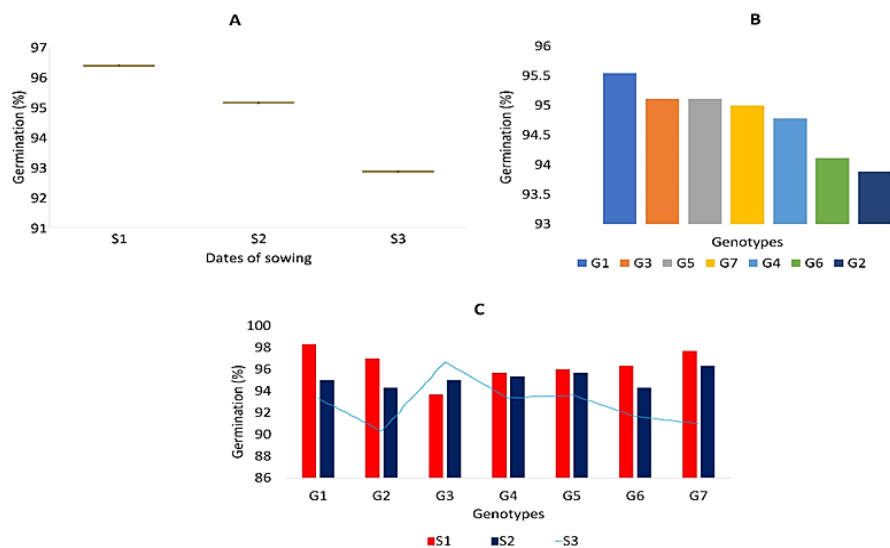 A
Germination (%)
97
96
95
94
93
92
91
S1 S2 S3
Dates of sowing
B
Germination (%)
96
95.5
95
94.5
94
93.5
93
Genotypes
G1 G3 G5 G7 G4 G6 G2
C
Germination (%)
100
98
96
94
92
90
88
86
G1 G2 G3 G4 G5 G6 G7
Genotypes
S1 S2 S3